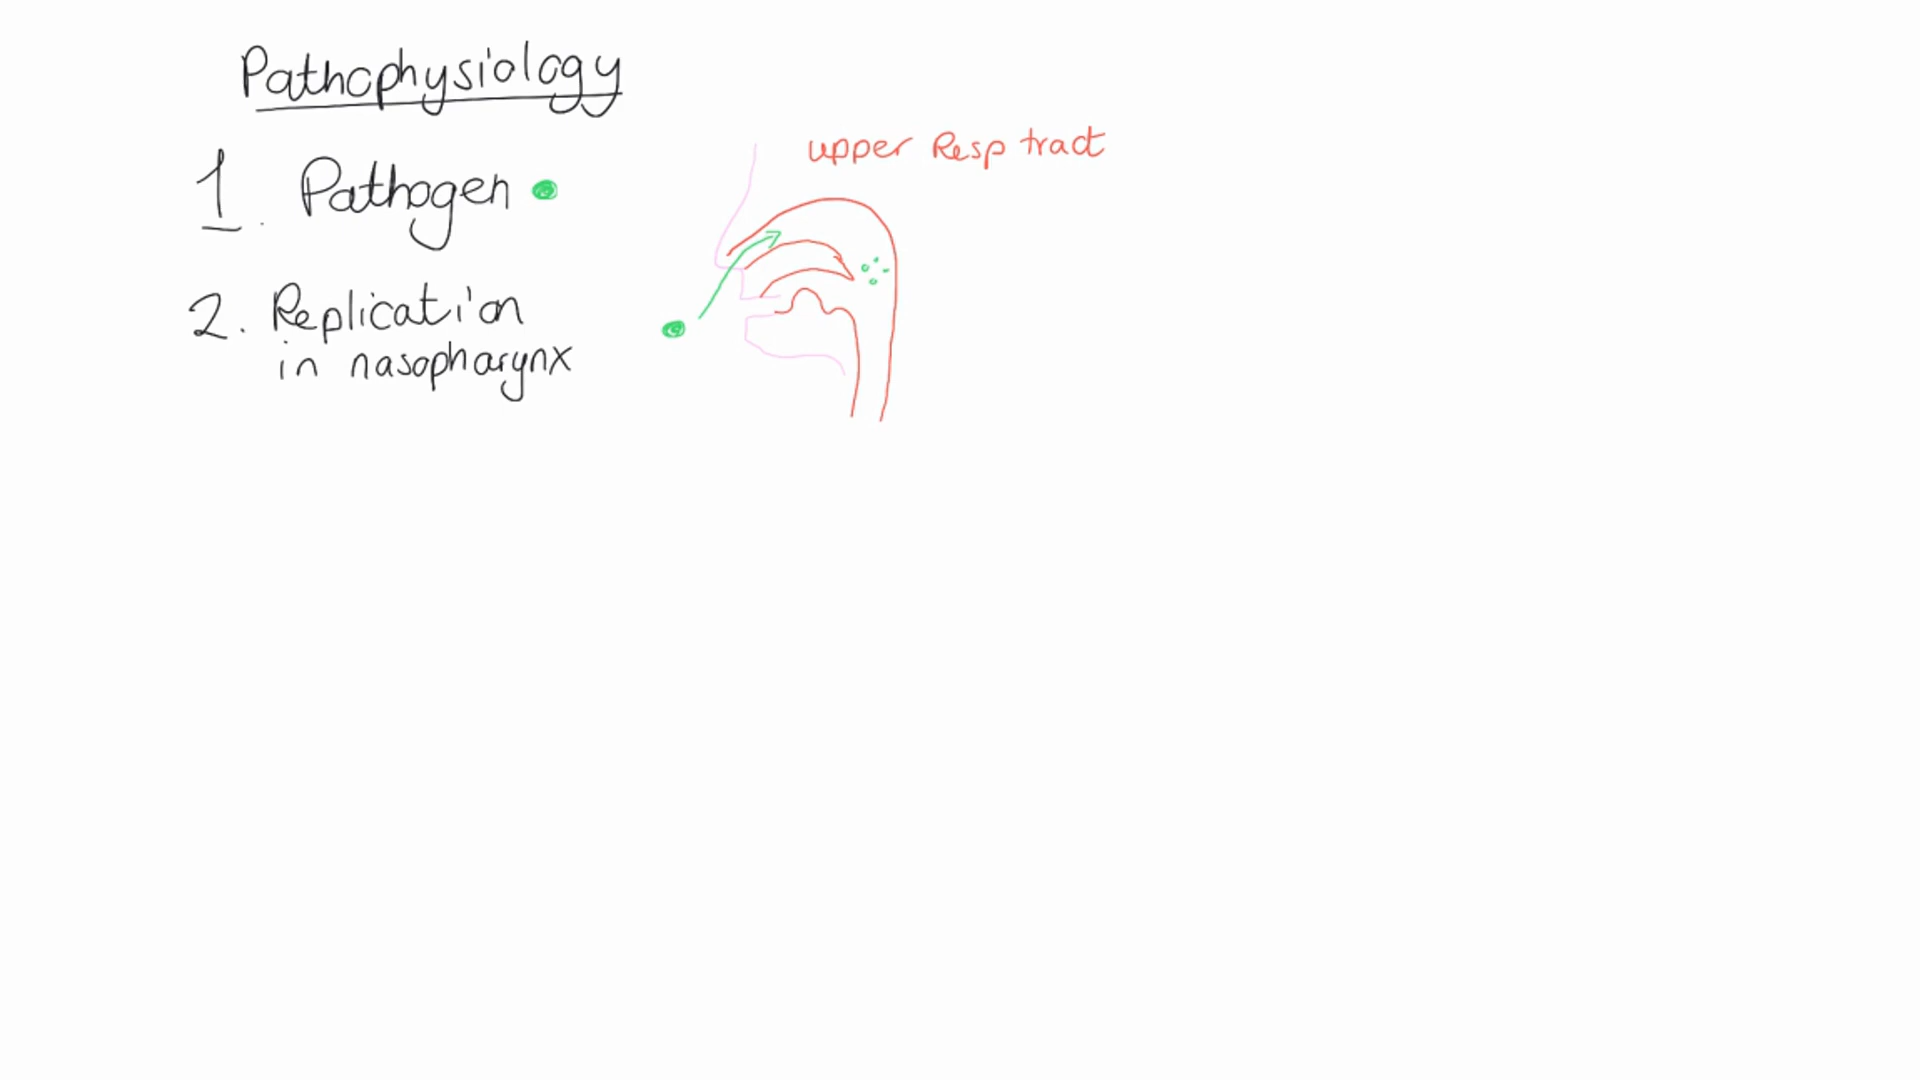 Pathophysiology
upper Resp tract
1. Pathogen
2. Replication
in nasopharynx